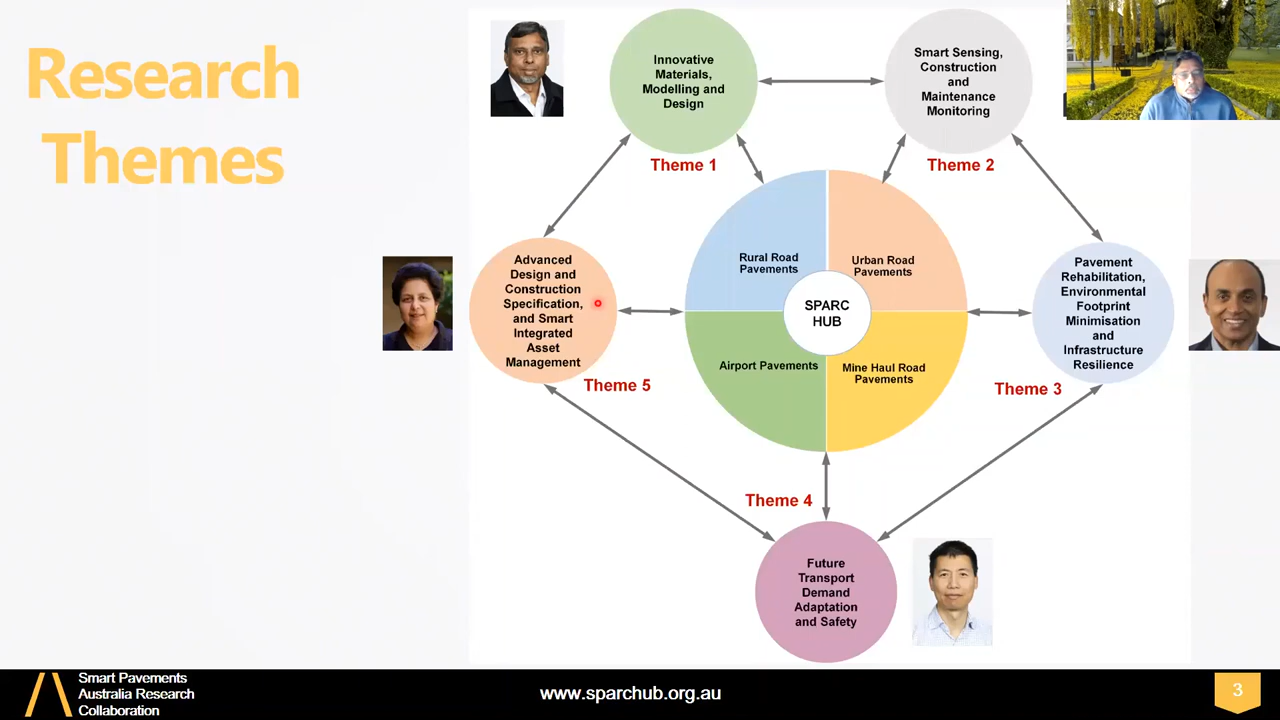 Research
Themes
Innovative
Materials,
Modelling and
Design
Theme 1
Smart Sensing,
Construction
and
Maintenance
Monitoring
Theme 2
Rural Road
Pavements
Urban Road
Pavements
SPARC
HUB
Airport Pavements
Mine Haul Road
Pavements
Advanced
Design and
Construction
Specification,
and Smart
Integrated
Asset
Management
Theme 5
Pavement
Rehabilitation,
Environmental
Footprint
Minimisation
and
Infrastructure
Resilience
Theme 3
Theme 4
Future
Transport
Demand
Adaptation
and Safety
Smart Pavements
Australia Research
Collaboration
www.sparchub.org.au
3